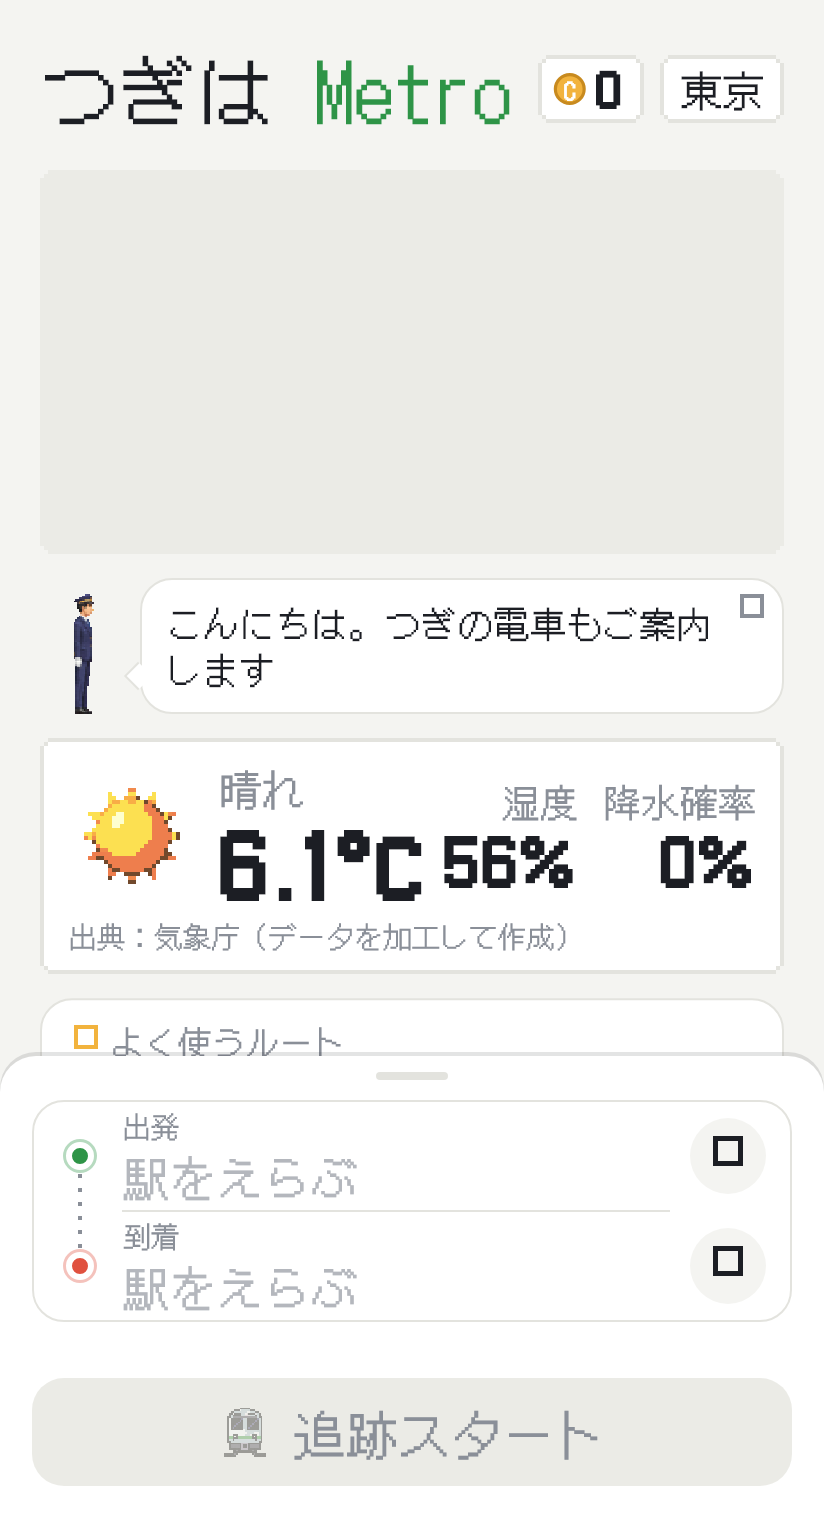 つぎは Metro
0
東京
こんにちは。つぎの電車もご案内
します
晴れ
6.1°C
湿度
56%
降水確率
0%
出典：気象庁（データを加工して作成）
よく使うルート
出発
駅をえらぶ
到着
駅をえらぶ
追跡スタート